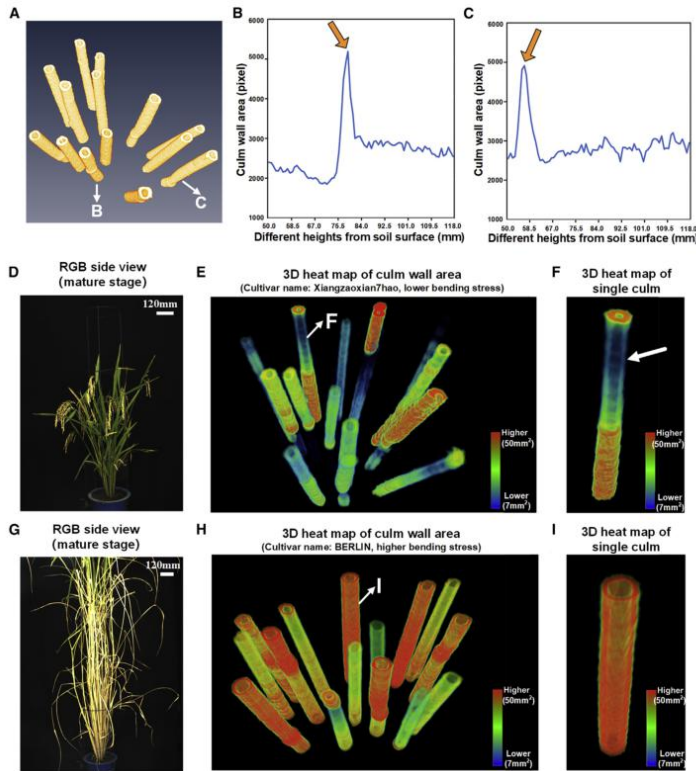 A
B
C
B
Culm wall area (pixel)
6000
5000
4000
3000
2000
1000
50.0 58.5 67.0 75.5 84.0 92.5 101.0 109.5 118.0
Different heights from soil surface (mm)
C
Culm wall area (pixel)
6000
5000
4000
3000
2000
1000
50.0 58.5 67.0 75.5 84.0 92.5 101.0 109.5 118.0
Different heights from soil surface (mm)
D
RGB side view
(mature stage)
120mm
E
3D heat map of culm wall area
(Cultivar name: Xiangzaoxian7hao, lower bending stress)
F
Higher
(50mm²)
Lower
(7mm²)
F
3D heat map of
single culm
Higher
(50mm²)
Lower
(7mm²)
G
RGB side view
(mature stage)
120mm
H
3D heat map of culm wall area
(Cultivar name: BERLIN, higher bending stress)
I
Higher
(50mm²)
Lower
(7mm²)
I
3D heat map of
single culm
Higher
(50mm²)
Lower
(7mm²)